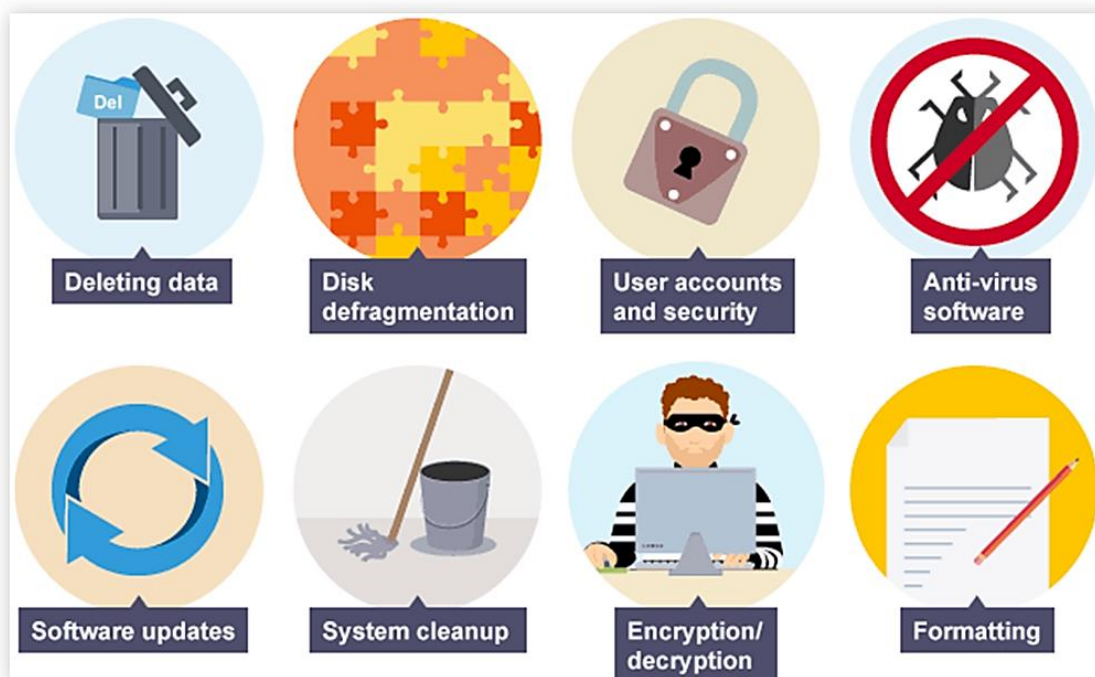 Del
Deleting data
Disk
defragmentation
User accounts
and security
Anti-virus
software
Software updates
System cleanup
Encryption/
decryption
Formatting